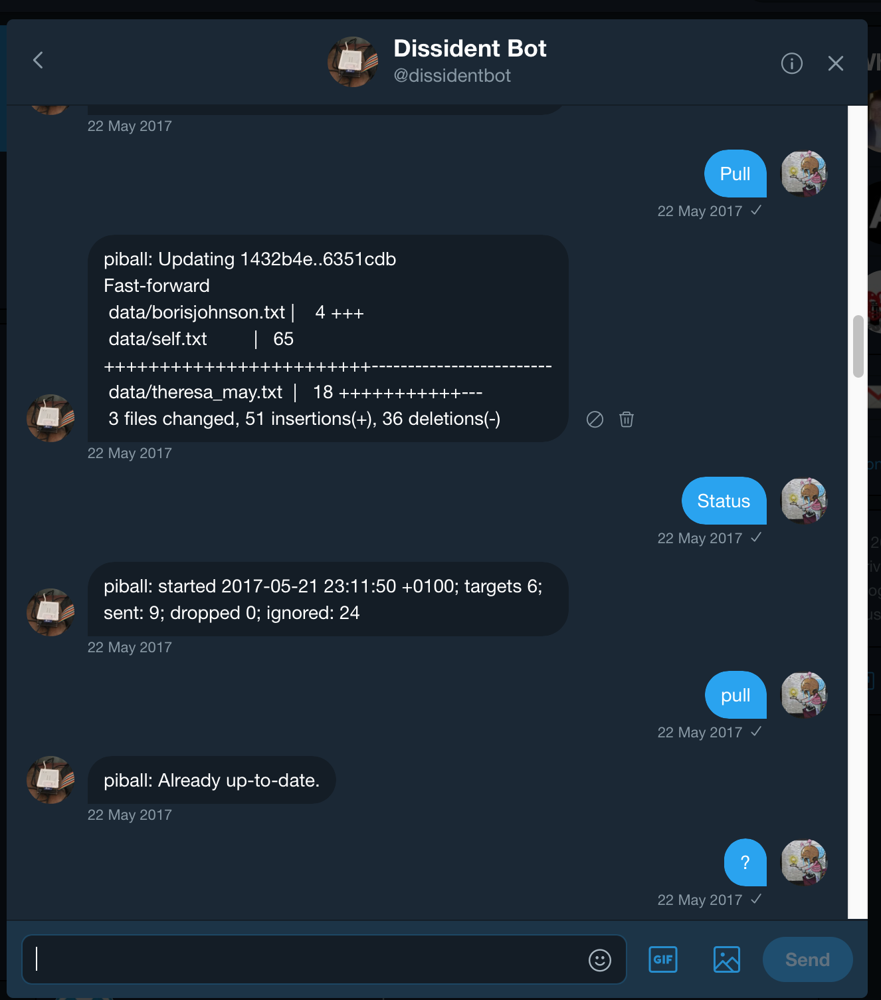 Dissident Bot
@dissidentbot
22 May 2017
Pull
22 May 2017
piball: Updating 1432b4e..6351cdb
Fast-forward
data/borisjohnson.txt | 4 +++
data/self.txt | 65
++++++++++++++++++++++++-------------------------
data/theresa_may.txt | 18 +++++++++++---
3 files changed, 51 insertions(+), 36 deletions(-)
22 May 2017
Status
22 May 2017
piball: started 2017-05-21 23:11:50 +0100; targets 6;
sent: 9; dropped 0; ignored: 24
22 May 2017
pull
22 May 2017
piball: Already up-to-date.
22 May 2017
?
22 May 2017
GIF
Send